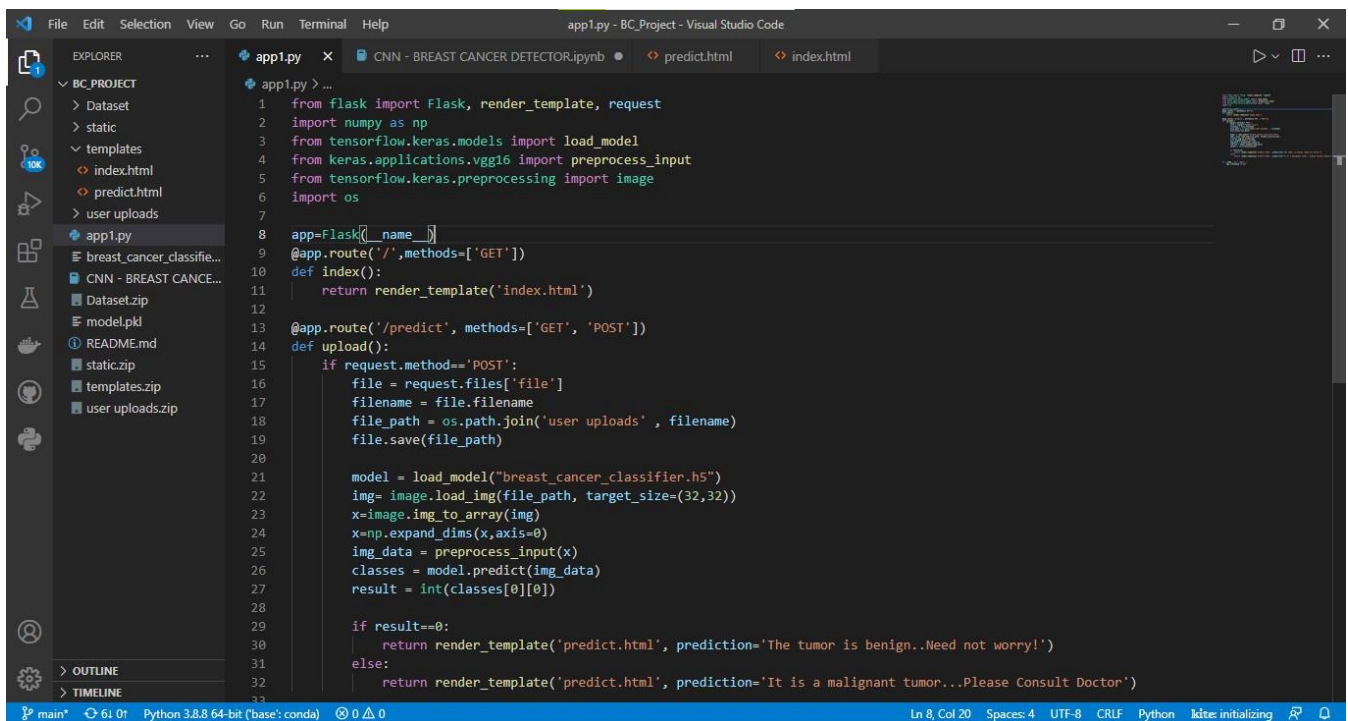 File Edit Selection View Go Run Terminal Help app1.py - BC_Project - Visual Studio Code
EXPLORER ...
app1.py CNN - BREAST CANCER DETECTOR.ipynb predict.html index.html
BC_PROJECT
Dataset
static
templates
index.html
predict.html
user uploads
app1.py
breast_cancer_classifie...
CNN - BREAST CANCE...
Dataset.zip
model.pkl
README.md
static.zip
templates.zip
user uploads.zip
OUTLINE
TIMELINE
1
10K
app1.py > ...
1 from flask import Flask, render_template, request
2 import numpy as np
3 from tensorflow.keras.models import load_model
4 from keras.applications.vgg16 import preprocess_input
5 from tensorflow.keras.preprocessing import image
6 import os
7
8 app=Flask(__name__)
9 @app.route('/',methods=['GET'])
10 def index():
11     return render_template('index.html')
12
13 @app.route('/predict', methods=['GET', 'POST'])
14 def upload():
15     if request.method=='POST':
16         file = request.files['file']
17         filename = file.filename
18         file_path = os.path.join('user uploads' , filename)
19         file.save(file_path)
20
21         model = load_model("breast_cancer_classifier.h5")
22         img= image.load_img(file_path, target_size=(32,32))
23         x=image.img_to_array(img)
24         x=np.expand_dims(x,axis=0)
25         img_data = preprocess_input(x)
26         classes = model.predict(img_data)
27         result = int(classes[0][0])
28
29         if result==0:
30             return render_template('predict.html', prediction='The tumor is benign..Need not worry!')
31         else:
32             return render_template('predict.html', prediction='It is a malignant tumor...Please Consult Doctor')
33
main* 6↓ 0↑ Python 3.8.8 64-bit ('base': conda) 0 0 Ln 8, Col 20 Spaces: 4 UTF-8 CRLF Python kite: initializing